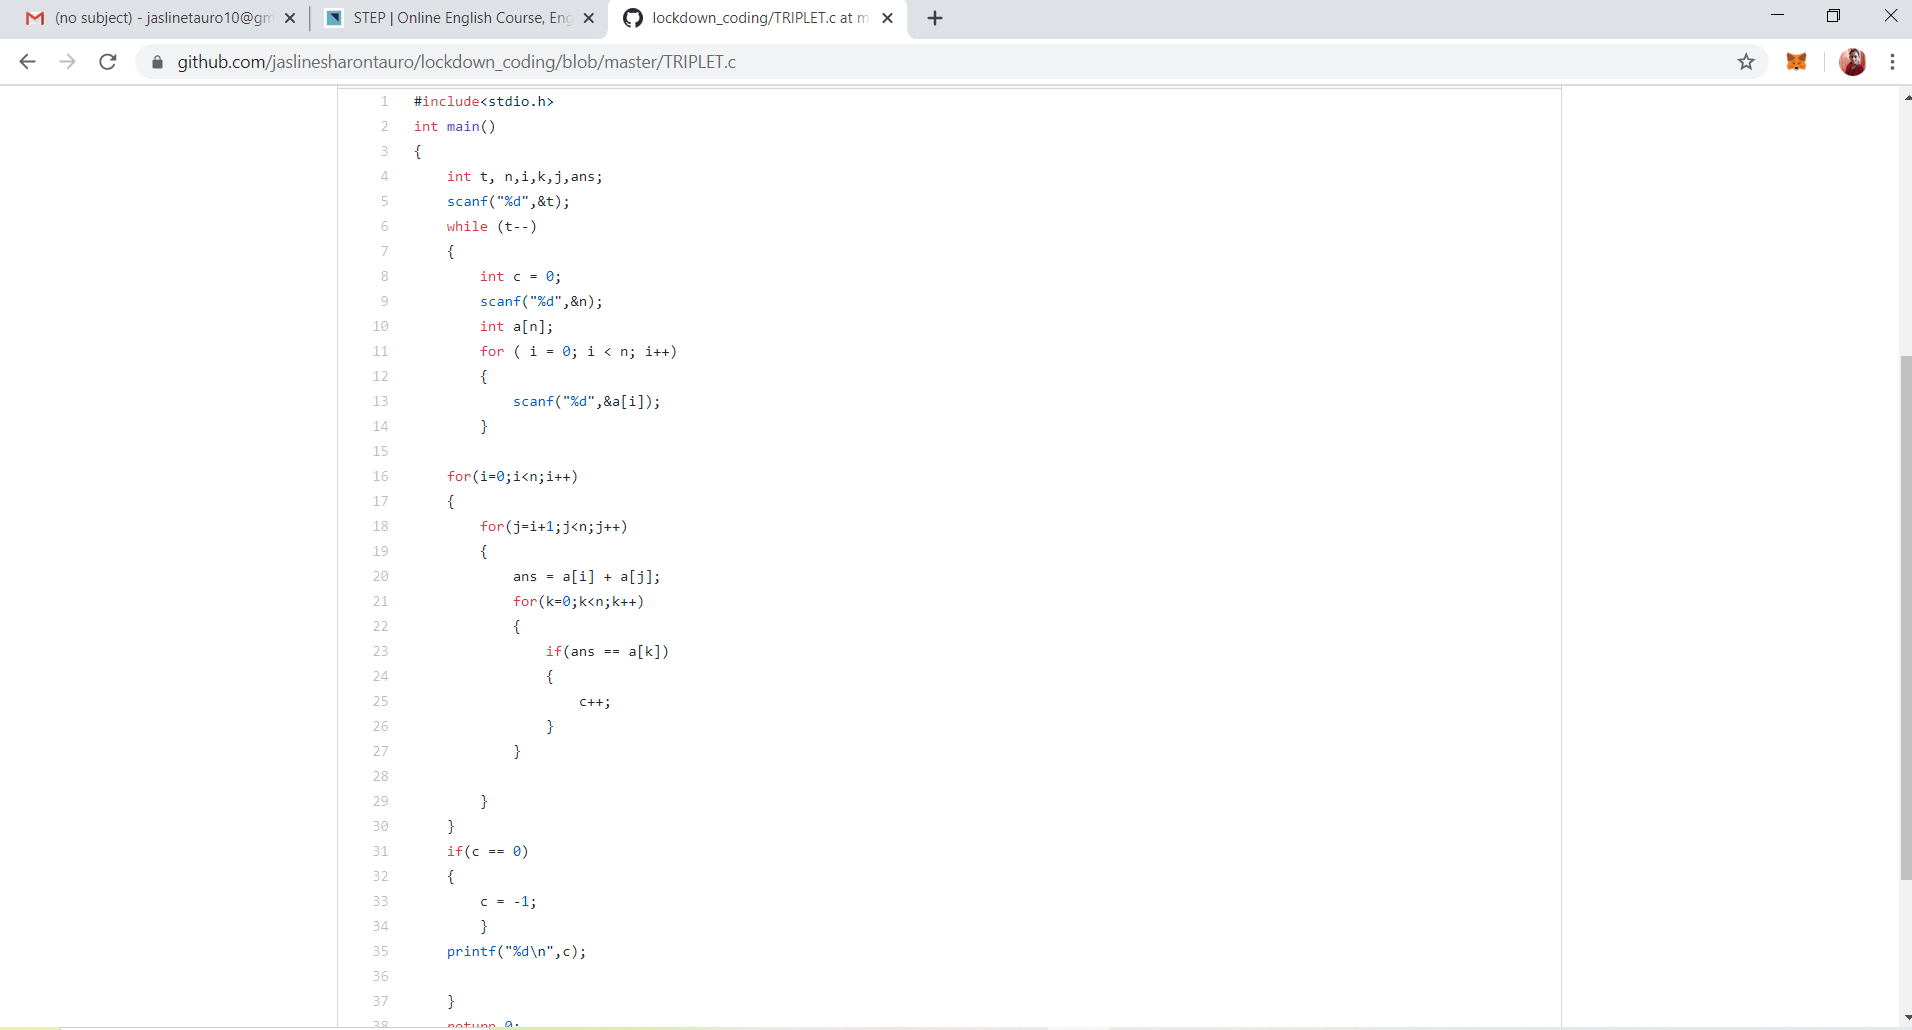 (no subject) - jaslinetauro10@gm
STEP | Online English Course, Eng
lockdown_coding/TRIPLET.c at m
github.com/jaslinesharontauro/lockdown_coding/blob/master/TRIPLET.c
1 #include<stdio.h>
2 int main()
3 {
4 int t, n,i,k,j,ans;
5 scanf("%d",&t);
6 while (t--)
7 {
8 int c = 0;
9 scanf("%d",&n);
10 int a[n];
11 for ( i = 0; i < n; i++)
12 {
13 scanf("%d",&a[i]);
14 }
15
16 for(i=0;i<n;i++)
17 {
18 for(j=i+1;j<n;j++)
19 {
20 ans = a[i] + a[j];
21 for(k=0;k<n;k++)
22 {
23 if(ans == a[k])
24 {
25 c++;
26 }
27 }
28
29 }
30 }
31 if(c == 0)
32 {
33 c = -1;
34 }
35 printf("%d\n",c);
36
37 }
38 return 0;